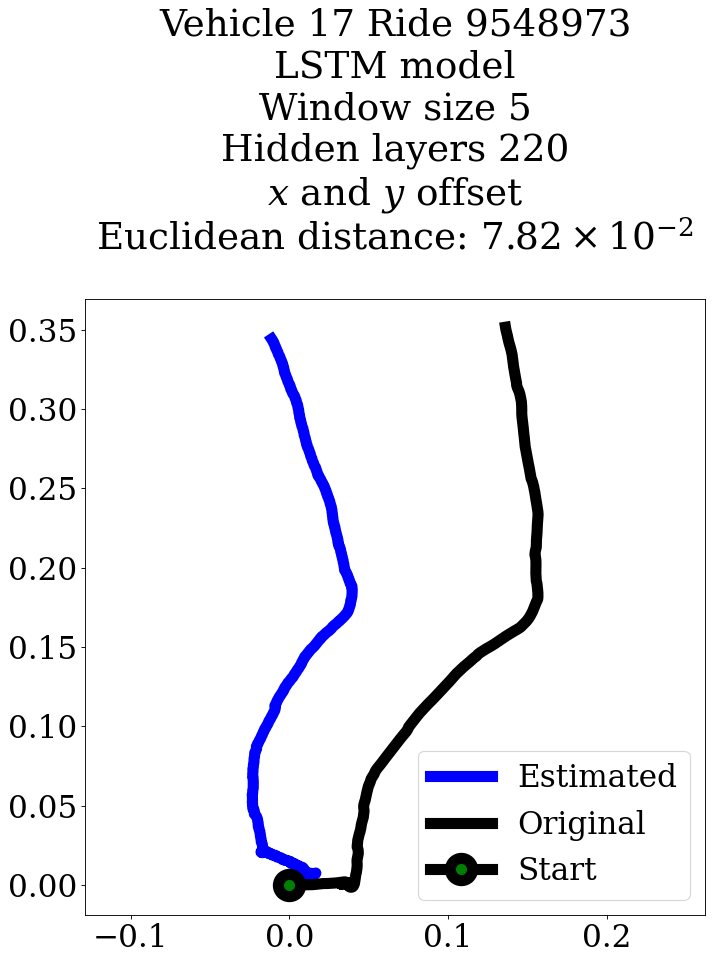 Vehicle 17 Ride 9548973
LSTM model
Window size 5
Hidden layers 220
x and y offset
Euclidean distance: 7.82 × 10⁻²
0.35
0.30
0.25
0.20
0.15
0.10
0.05
0.00
Estimated
Original
Start
−0.1 0.0 0.1 0.2